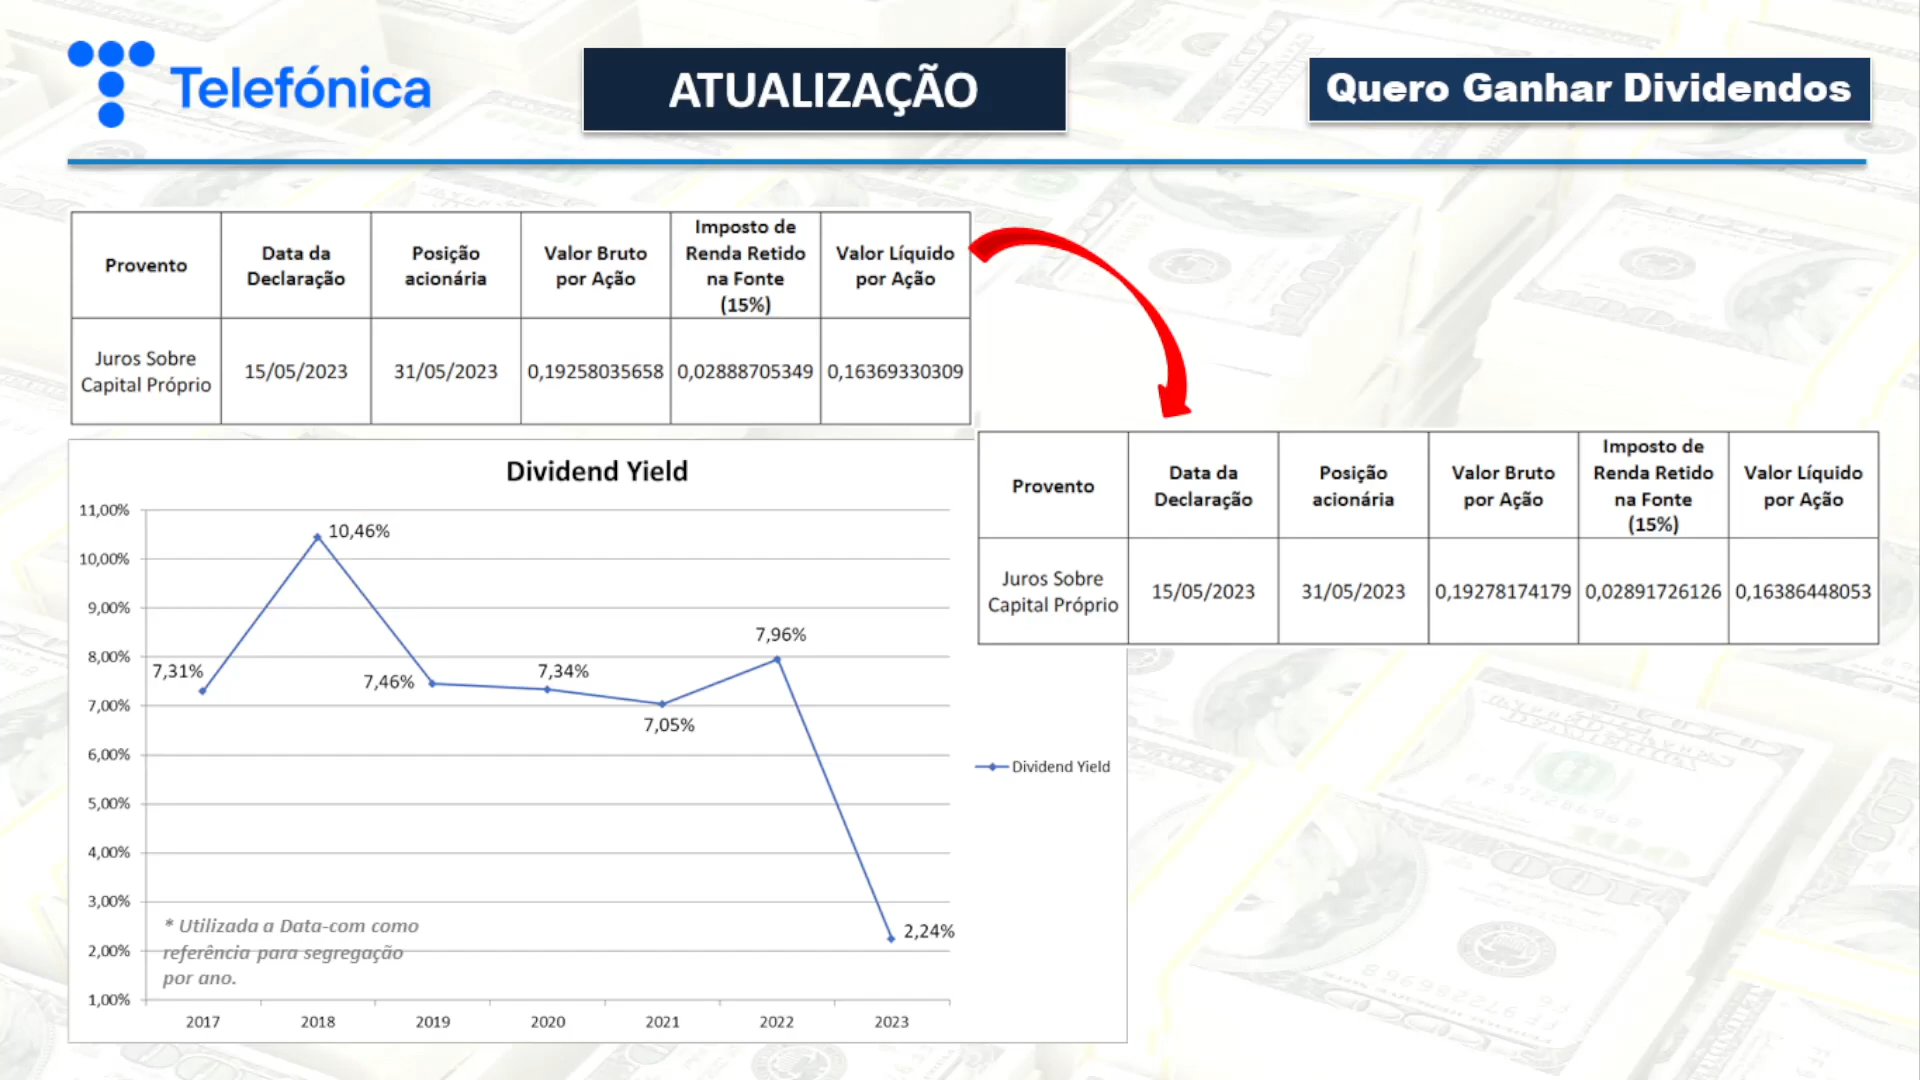 Telefónica
ATUALIZAÇÃO
Quero Ganhar Dividendos
Provento
Data da
Declaração
Posição
acionária
Valor Bruto
por Ação
Imposto de
Renda Retido
na Fonte
(15%)
Valor Líquido
por Ação
Juros Sobre
Capital Próprio
15/05/2023
31/05/2023
0,19258035658
0,02888705349
0,16369330309
Provento
Data da
Declaração
Posição
acionária
Valor Bruto
por Ação
Imposto de
Renda Retido
na Fonte
(15%)
Valor Líquido
por Ação
Juros Sobre
Capital Próprio
15/05/2023
31/05/2023
0,19278174179
0,02891726126
0,16386448053
Dividend Yield
11,00%
10,00%
9,00%
8,00%
7,00%
6,00%
5,00%
4,00%
3,00%
2,00%
1,00%
7,31%
10,46%
7,46%
7,34%
7,05%
7,96%
2,24%
Dividend Yield
* Utilizada a Data-com como
referência para segregação
por ano.
2017
2018
2019
2020
2021
2022
2023